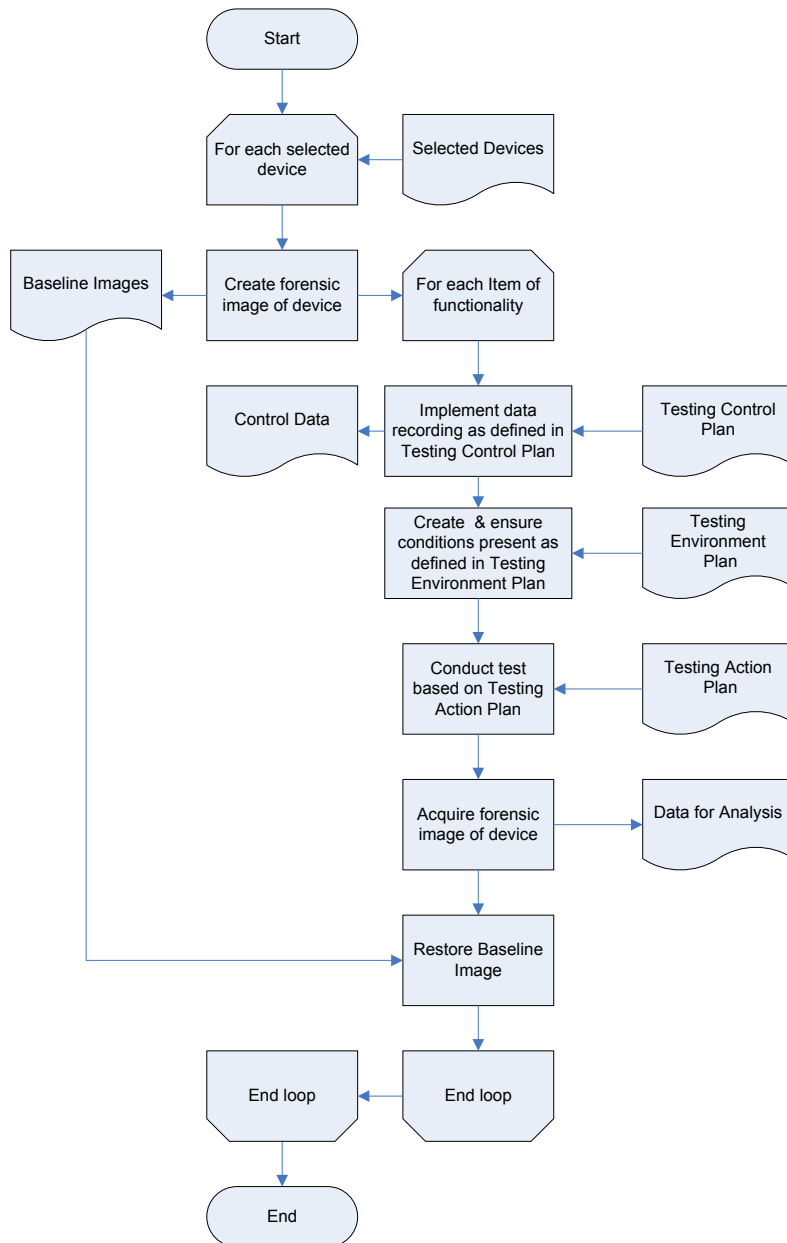 Start
For each selected
device
Selected Devices
Baseline Images
Create forensic
image of device
For each Item of
functionality
Control Data
Implement data
recording as defined in
Testing Control Plan
Testing Control
Plan
Create & ensure
conditions present as
defined in Testing
Environment Plan
Testing
Environment
Plan
Conduct test
based on Testing
Action Plan
Testing Action
Plan
Acquire forensic
image of device
Data for Analysis
Restore Baseline
Image
End loop
End loop
End